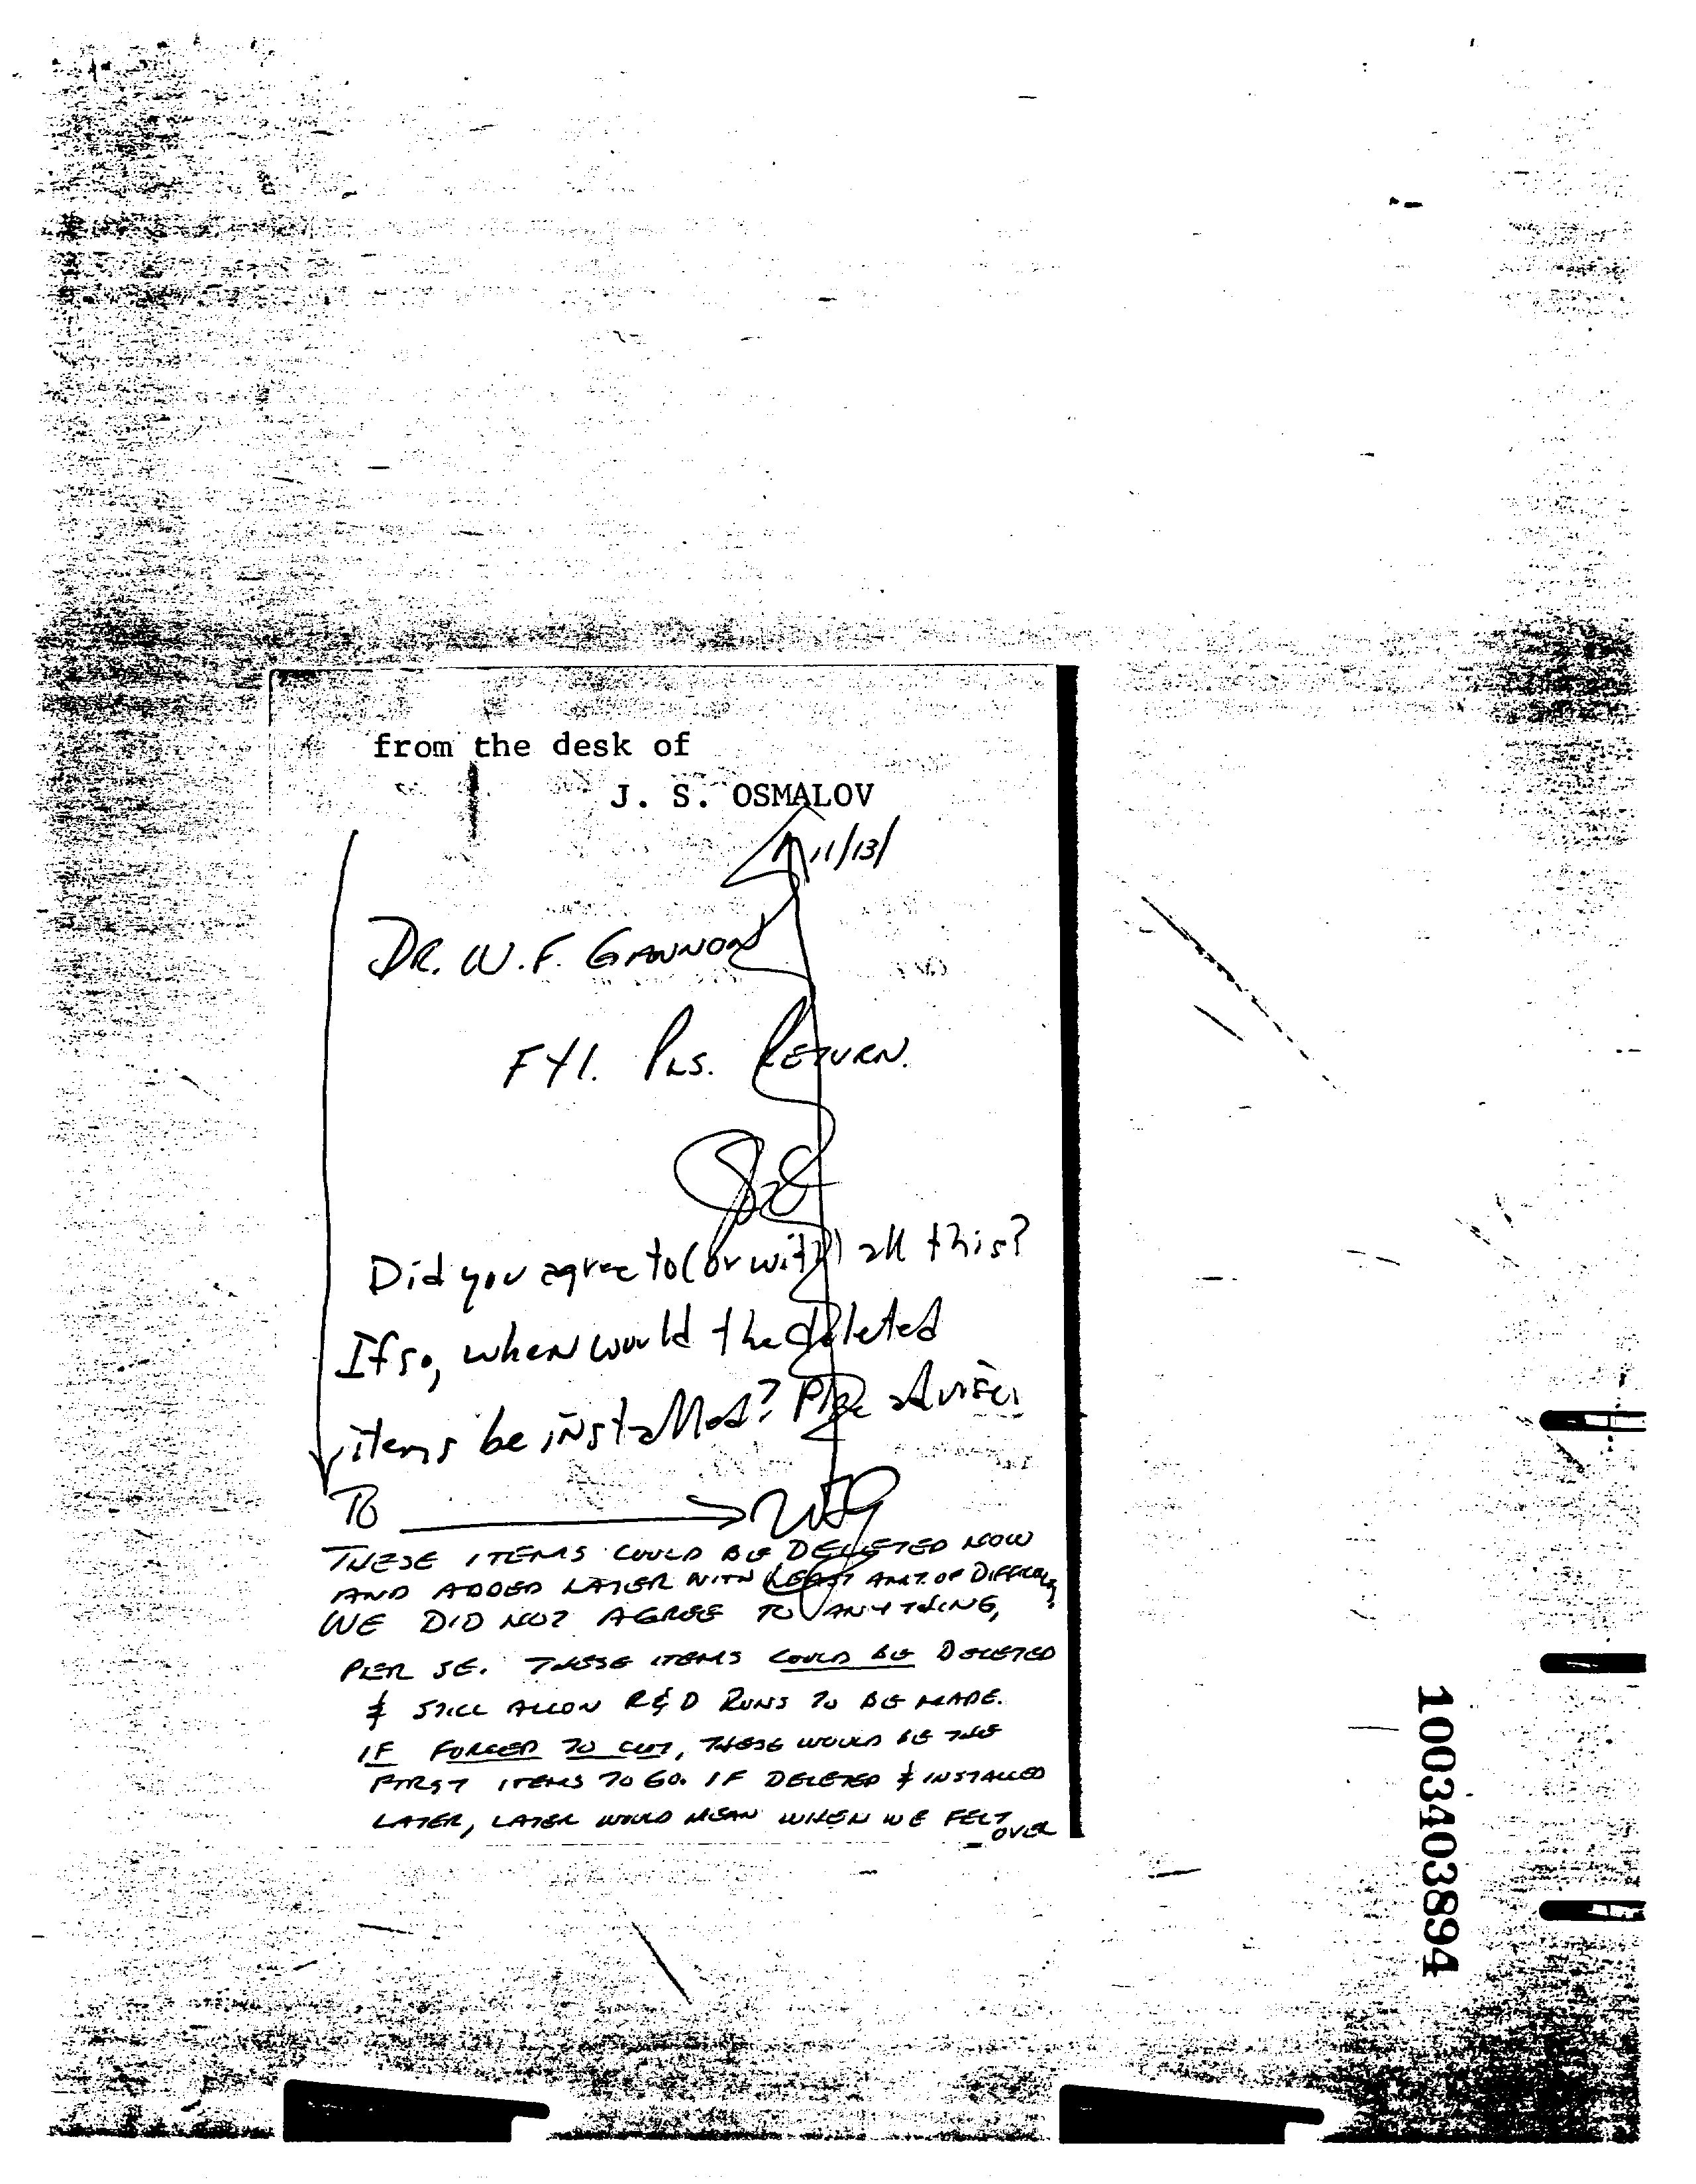 from the desk of
J. S. OSMALOV
11/13/
DR. W. F. GANNON
FYI. PLS. RETURN.
Did you agree to (or with) all this?
If so, when would the deleted
items be installed? Pls advise.
TO
WFG
THESE ITEMS COULD BE DELETED NOW
AND ADDED LATER WITH LEAST AMT. OF DIFFICULTY
WE DID NOT AGREE TO ANYTHING,
PER SE. THESE ITEMS COULD BE DELETED
& STILL ALLOW R&D RUNS TO BE MADE.
IF FORCED TO CUT, THESE WOULD BE THE
FIRST ITEMS TO GO. IF DELETED & INSTALLED
LATER, LATER WOULD MEAN WHEN WE FELT
OVER
1003403894